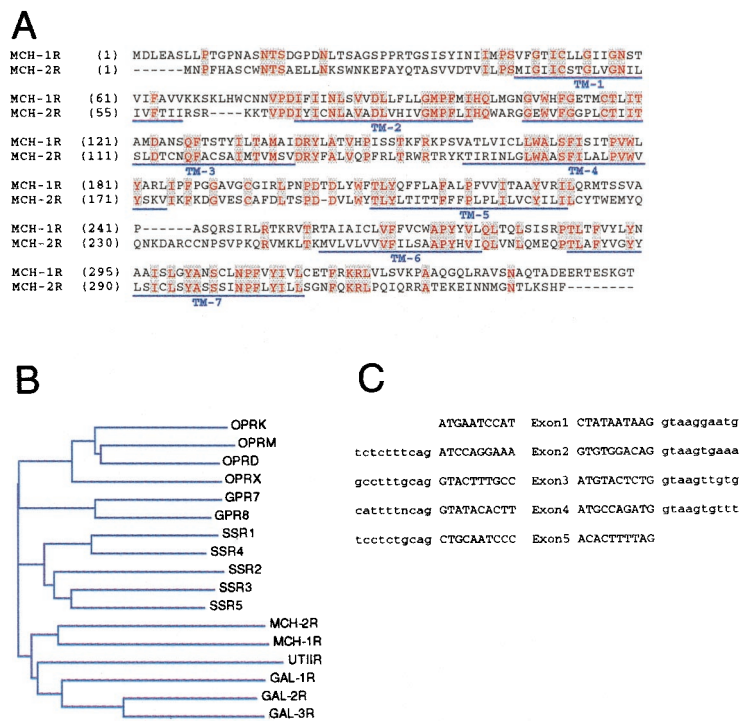 A
MCH-1R (1) MDLEASLLPTGPNASNTSDGPDNLTSAGSPPRTGSISYINIIMPSVFGTICLLGIIGNST
MCH-2R (1) ------MNPFHASCWNTSAELLNKSWNKEFAYQTASVVDTVILPSMIGIICSTGLVGNIL
TM-1
MCH-1R (61) VIFAVVKKSKLHWCNNVPDIFIINLSVVDLLFLLGMPFMIHQLMGNGVWHFGETMCTLIT
MCH-2R (55) IVFTIIRSR----KKTVPDIYICNLAVADLVHIVGMPFLIHQWARGGEWVFGGPLCTIIT
TM-2
MCH-1R (121) AMDANSQFTSTYILTAMAIDRYLATVHPISSTKFRKPSVATLVICLLWALSFISITPVWL
MCH-2R (111) SLDTCNQFACSAIMTVMSVDRYFALVQPFRLTRWRTRYKTIRINLGLWAASFILALPVWV
TM-3 TM-4
MCH-1R (181) YARLIPFPGGAVGCGIRLPNPDTDLYWFTLYQFFLAFALPFVVITAAYVRILQRMTSSVA
MCH-2R (171) YSKVIKFKDGVESCAFDLTSPD-DVLWYTLYLTITTFFFPLPLILVCYILILCYTWEMYQ
TM-5
MCH-1R (241) P------ASQRSIRLRTKRVTRTAIAICLVFFVCWAPYYVLQLTQLSISRPTLTFVYLYN
MCH-2R (230) QNKDARCCNPSVPKQRVMKLTKMVLVLVVVFILSAAPYHVIQLVNLQMEQPTLAFYVGYY
TM-6
MCH-1R (295) AAISLGYANSCLNPFVYIVLCETFRKRLVLSVKPAAQGQLRAVSNAQTADEERTESKGT
MCH-2R (290) LSICLSYASSSINPFLYILLSGNFQKRLPQIQRRATEKEINNMGNTLKSHF--------
TM-7
B
OPRK
OPRM
OPRD
OPRX
GPR7
GPR8
SSR1
SSR4
SSR2
SSR3
SSR5
MCH-2R
MCH-1R
UTIIR
GAL-1R
GAL-2R
GAL-3R
C
ATGAATCCAT Exon1 CTATAATAAG gtaaggaatg
tctctttcag ATCCAGGAAA Exon2 GTGTGGACAG gtaagtgaaa
gcctttgcag GTACTTTGCC Exon3 ATGTACTCTG gtaagttgtg
cattttncag GTATACACTT Exon4 ATGCCAGATG gtaagtgttt
tcctctgcag CTGCAATCCC Exon5 ACACTTTTAG